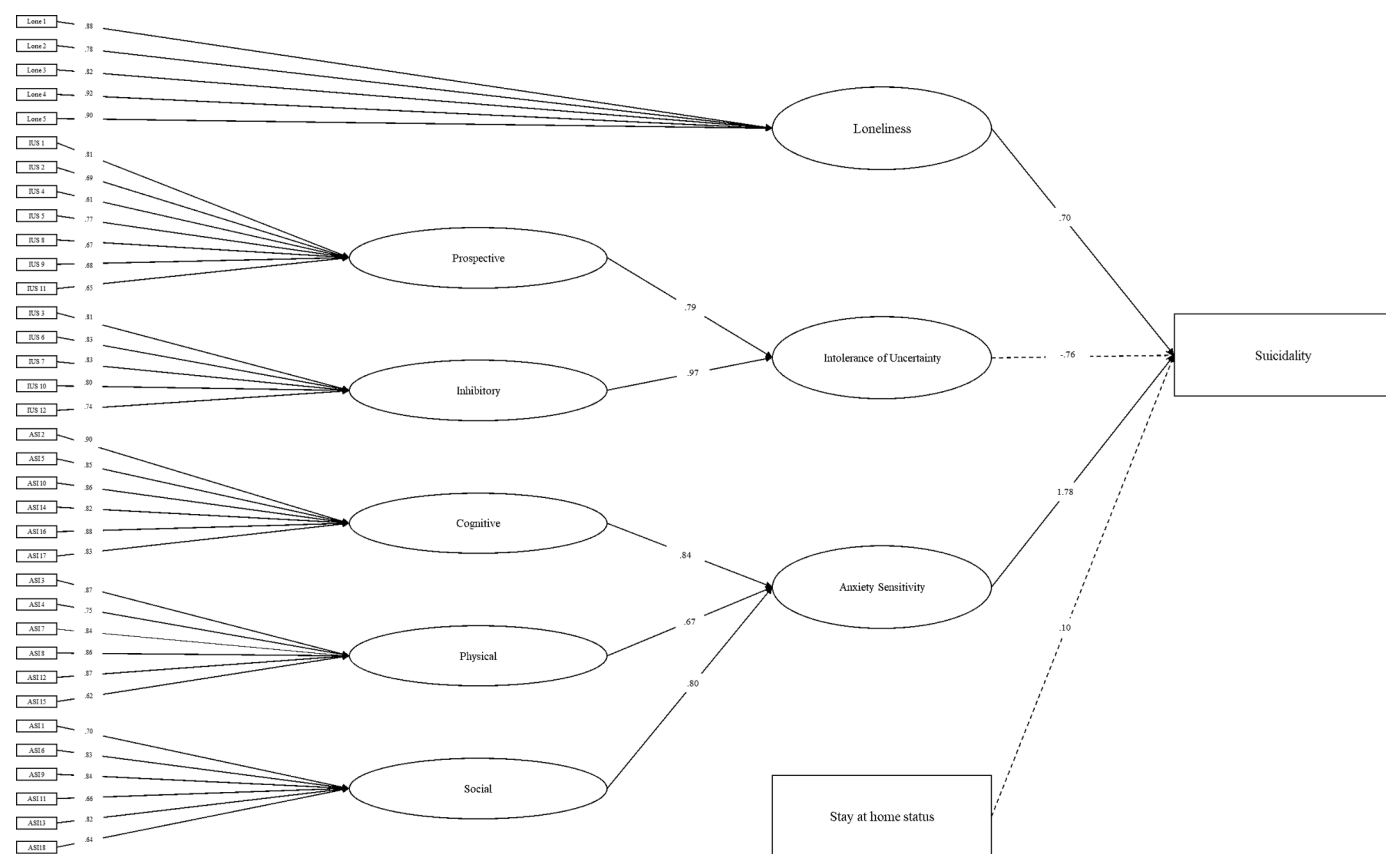 Lone 1
.88
Lone 2
.78
Lone 3
.82
Lone 4
.92
Lone 5
.90
Loneliness
IUS 1
.81
IUS 2
.69
IUS 4
.61
IUS 5
.77
IUS 8
.67
IUS 9
.68
IUS 11
.65
Prospective
IUS 3
.81
IUS 6
.83
IUS 7
.83
IUS 10
.80
IUS 12
.74
Inhibitory
.79
.97
Intolerance of Uncertainty
ASI 2
.90
ASI 5
.85
ASI 10
.86
ASI 14
.82
ASI 16
.88
ASI 17
.83
Cognitive
ASI 3
.87
ASI 4
.75
ASI 7
.84
ASI 8
.86
ASI 12
.87
ASI 15
.62
Physical
ASI 1
.70
ASI 6
.83
ASI 9
.84
ASI 11
.66
ASI 13
.82
ASI 18
.64
Social
.84
.67
.80
Anxiety Sensitivity
Stay at home status
.70
-.76
1.78
.10
Suicidality